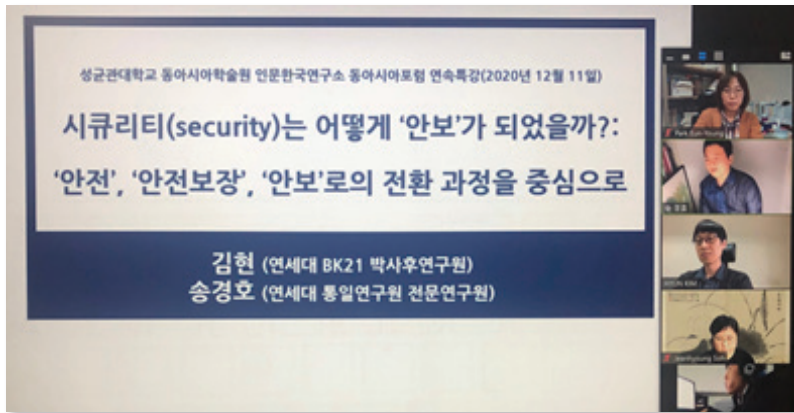 성균관대학교 동아시아학술원 인문한국연구소 동아시아포럼 연속특강(2020년 12월 11일)
시큐리티(security)는 어떻게 ‘안보’가 되었을까?:
‘안전’, ‘안전보장’, ‘안보’로의 전환 과정을 중심으로
김현 (연세대 BK21 박사후연구원)
송경호 (연세대 통일연구원 전문연구원)
Park Eun-Young